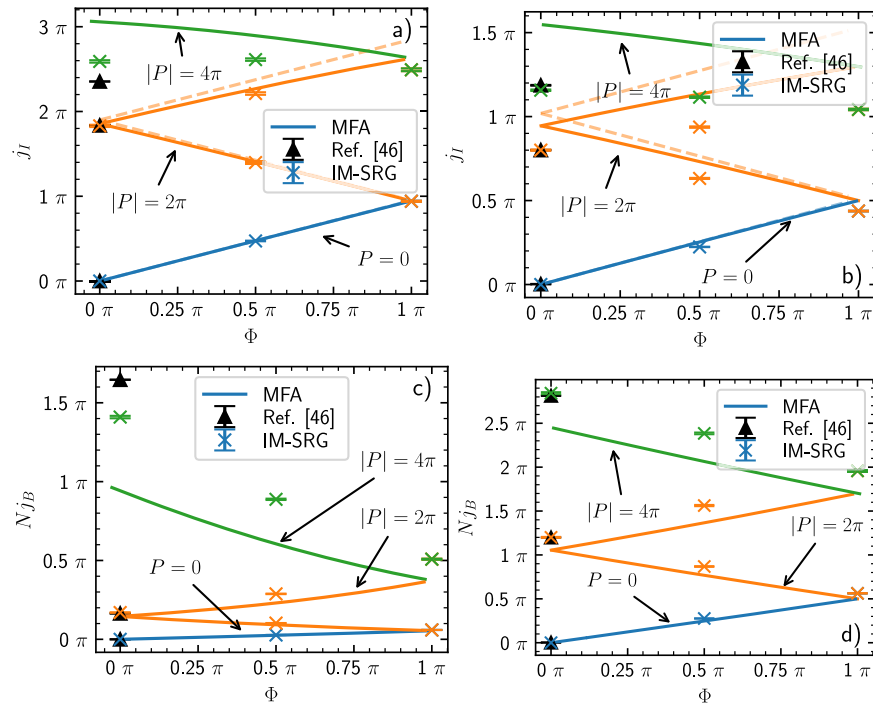 a)
3 π
2 π
1 π
0 π
j_I
|P| = 4π
|P| = 2π
P = 0
MFA
Ref. [46]
IM-SRG
0 π 0.25 π 0.5 π 0.75 π 1 π
Φ
b)
1.5 π
1 π
0.5 π
0 π
j_I
|P| = 4π
|P| = 2π
P = 0
MFA
Ref. [46]
IM-SRG
0 π 0.25 π 0.5 π 0.75 π 1 π
Φ
c)
1.5 π
1 π
0.5 π
0 π
Nj_B
MFA
Ref. [46]
IM-SRG
|P| = 4π
|P| = 2π
P = 0
0 π 0.25 π 0.5 π 0.75 π 1 π
Φ
d)
2.5 π
2 π
1.5 π
1 π
0.5 π
0 π
Nj_B
MFA
Ref. [46]
IM-SRG
|P| = 4π
|P| = 2π
P = 0
0 π 0.25 π 0.5 π 0.75 π 1 π
Φ